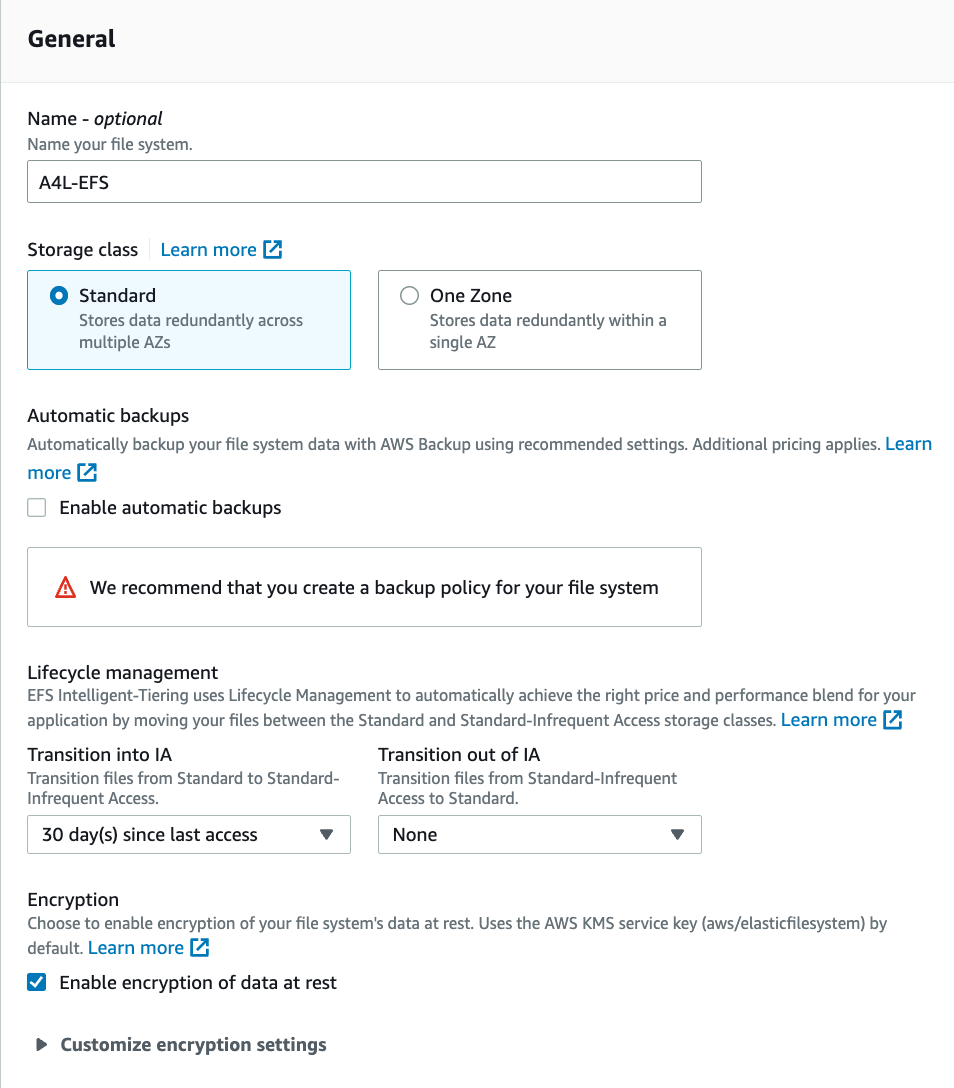 General
Name - optional
Name your file system.
A4L-EFS
Storage class Learn more
Standard
Stores data redundantly across
multiple AZs
One Zone
Stores data redundantly within a
single AZ
Automatic backups
Automatically backup your file system data with AWS Backup using recommended settings. Additional pricing applies. Learn
more
Enable automatic backups
We recommend that you create a backup policy for your file system
Lifecycle management
EFS Intelligent-Tiering uses Lifecycle Management to automatically achieve the right price and performance blend for your
application by moving your files between the Standard and Standard-Infrequent Access storage classes. Learn more
Transition into IA
Transition files from Standard to Standard-
Infrequent Access.
30 day(s) since last access
Transition out of IA
Transition files from Standard-Infrequent
Access to Standard.
None
Encryption
Choose to enable encryption of your file system's data at rest. Uses the AWS KMS service key (aws/elasticfilesystem) by
default. Learn more
Enable encryption of data at rest
Customize encryption settings